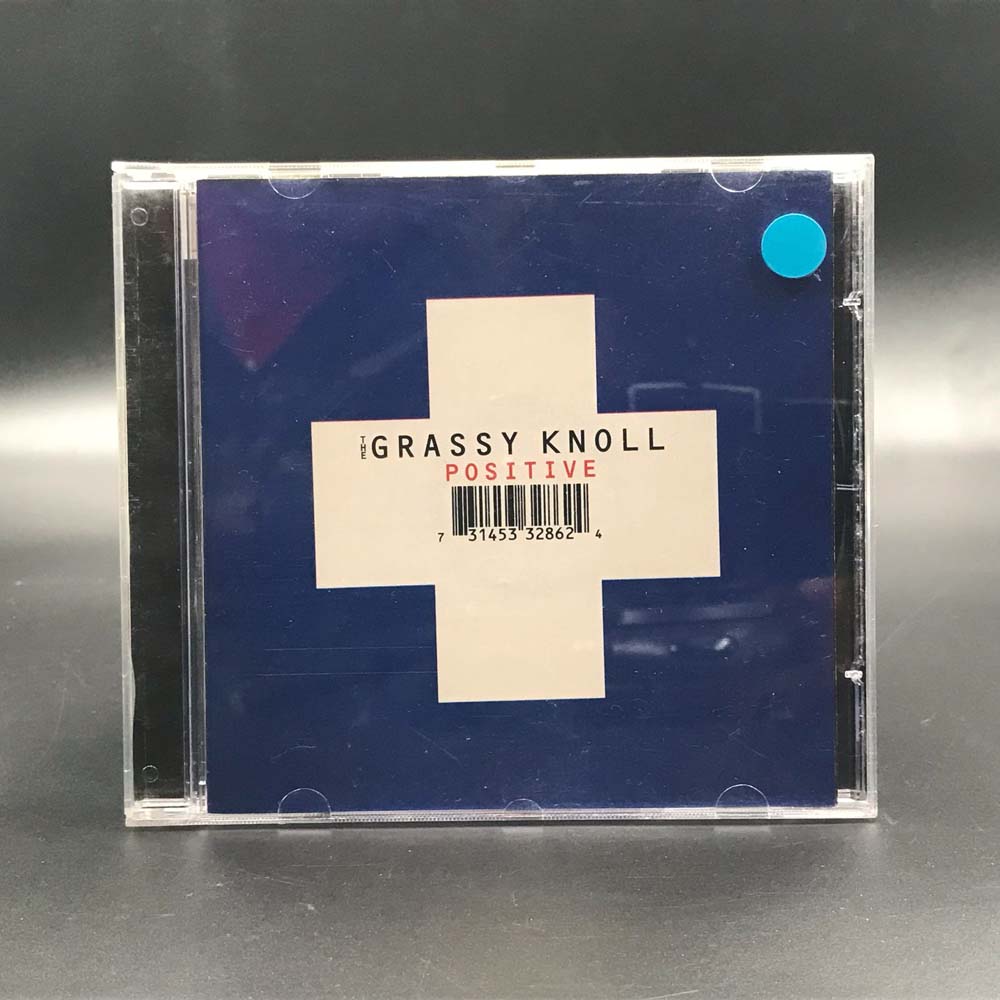 THE GRASSY KNOLL
POSITIVE
7 31453 32862 4